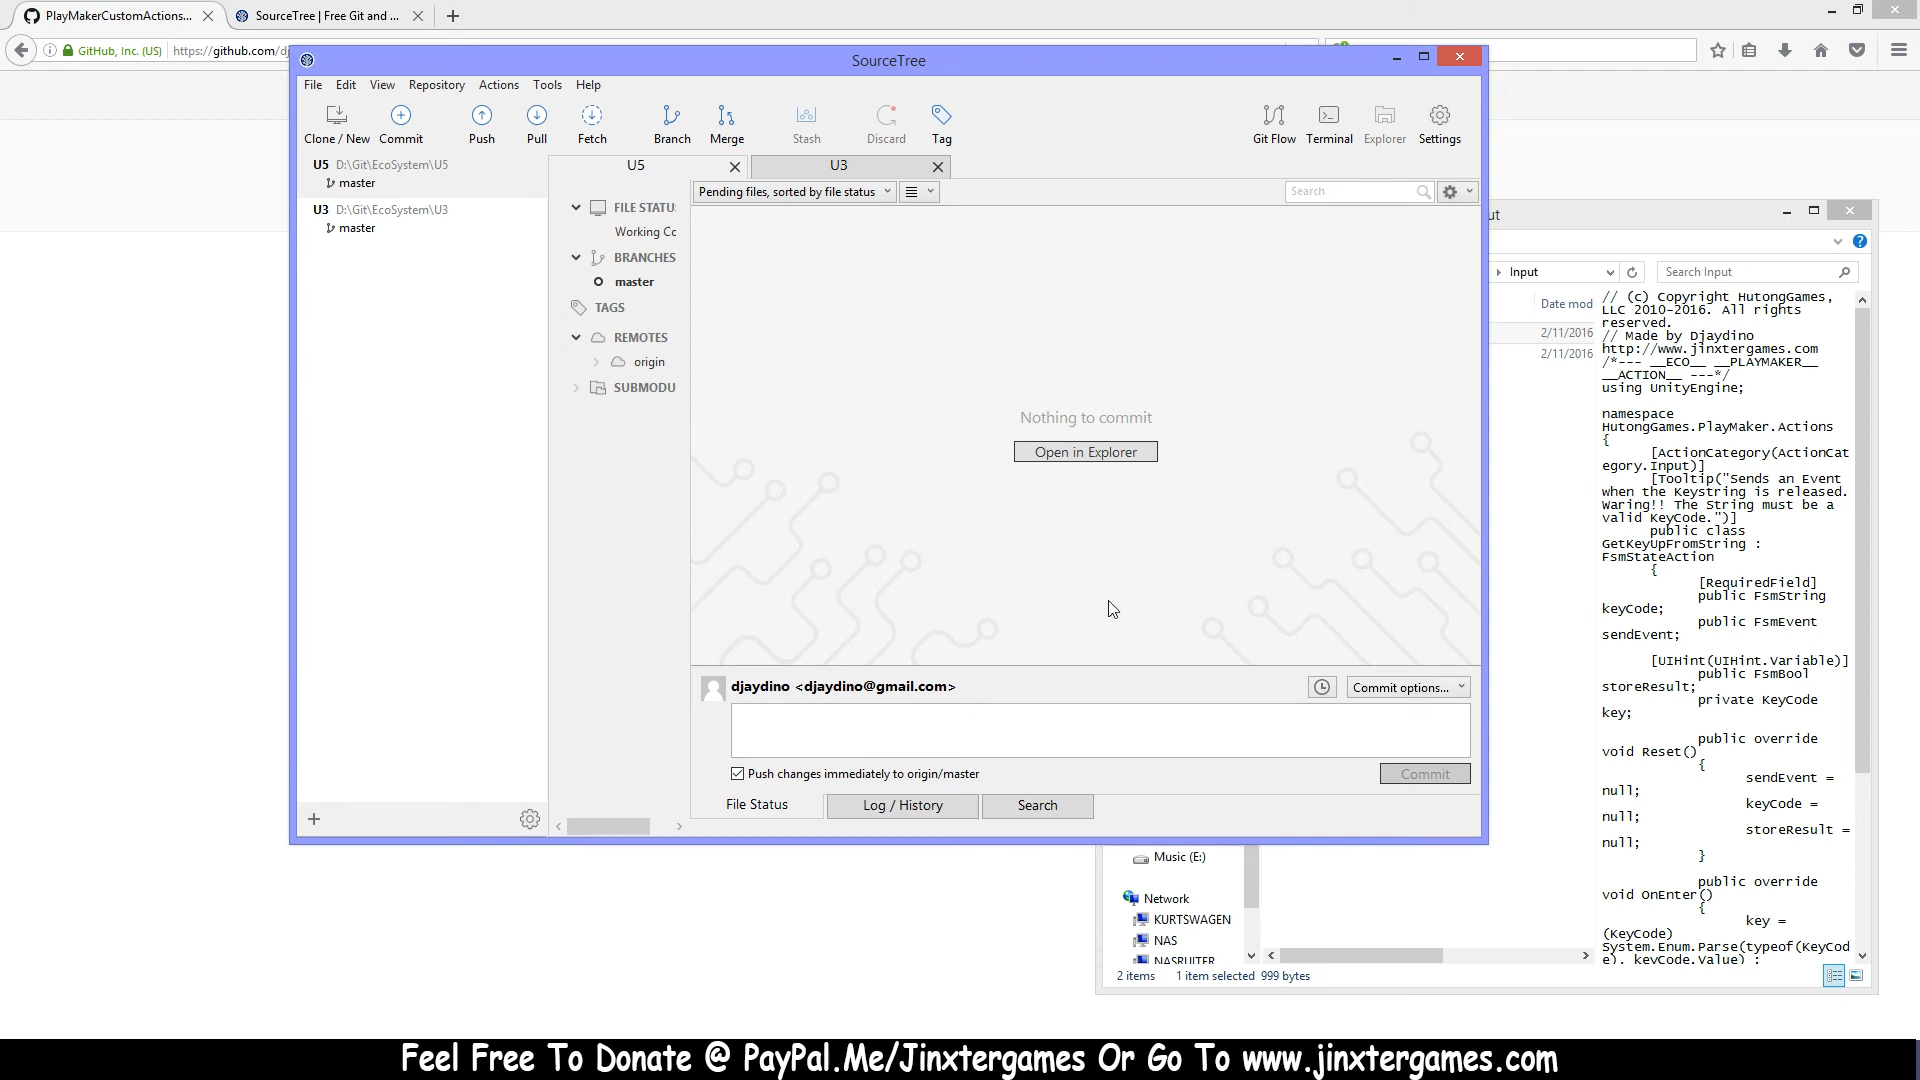 PlayMakerCustomActions...
SourceTree | Free Git and ...
GitHub, Inc. (US)
https://github.com/dj
SourceTree
File Edit View Repository Actions Tools Help
Clone / New Commit Push Pull Fetch Branch Merge Stash Discard Tag Git Flow Terminal Explorer Settings
U5 D:\Git\EcoSystem\U5
master
U3 D:\Git\EcoSystem\U3
master
U5
U3
Pending files, sorted by file status
Search
FILE STATU
Working Co
BRANCHES
master
TAGS
REMOTES
origin
SUBMODU
Nothing to commit
Open in Explorer
djaydino <djaydino@gmail.com>
Commit options...
Push changes immediately to origin/master
Commit
File Status
Log / History
Search
ut
Input
Search Input
Date mod
2/11/2016
2/11/2016
// (c) Copyright HutongGames,
LLC 2010-2016. All rights
reserved.
// Made by Djaydino
http://www.jinxtergames.com
/*--- __ECO__ __PLAYMAKER__
__ACTION__ ---*/
using UnityEngine;
namespace
HutongGames.PlayMaker.Actions
{
[ActionCategory(ActionCat
egory.Input)]
[Tooltip("Sends an Event
when the Keystring is released.
Waring!! The String must be a
valid KeyCode.")]
public class
GetKeyUpFromString :
FsmStateAction
{
[RequiredField]
public FsmString
keyCode;
public FsmEvent
sendEvent;
[UIHint(UIHint.Variable)]
public FsmBool
storeResult;
private KeyCode
key;
public override
void Reset()
{
sendEvent =
null;
keyCode =
null;
storeResult =
null;
}
public override
void OnEnter()
{
key =
(KeyCode)
System.Enum.Parse(typeof(KeyCod
e), keyCode.Value) ;
Music (E:)
Network
KURTSWAGEN
NAS
NASRUITER
2 items 1 item selected 999 bytes
Feel Free To Donate @ PayPal.Me/Jinxtergames Or Go To www.jinxtergames.com